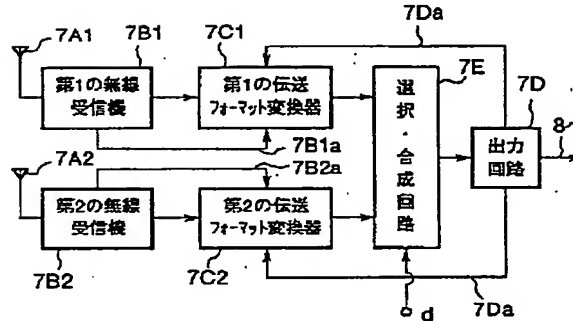 7A1
7B1
7C1
7Da
7E
7D
8
第1の無線
受信機
第1の伝送
フォーマット変換器
選択・合成回路
出力
回路
7B1a
7B2a
7A2
第2の無線
受信機
第2の伝送
フォーマット変換器
7B2
7C2
7Da
d